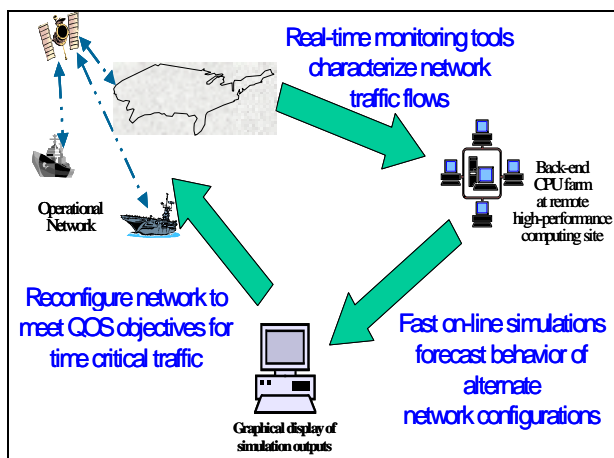 Real-time monitoring tools
characterize network
traffic flows
Back-end
CPU farm
at remote
high-performance
computing site
Operational
Network
Reconfigure network to
meet QOS objectives for
time critical traffic
Fast on-line simulations
forecast behavior of
alternate
network configurations
Graphical display of
simulation outputs